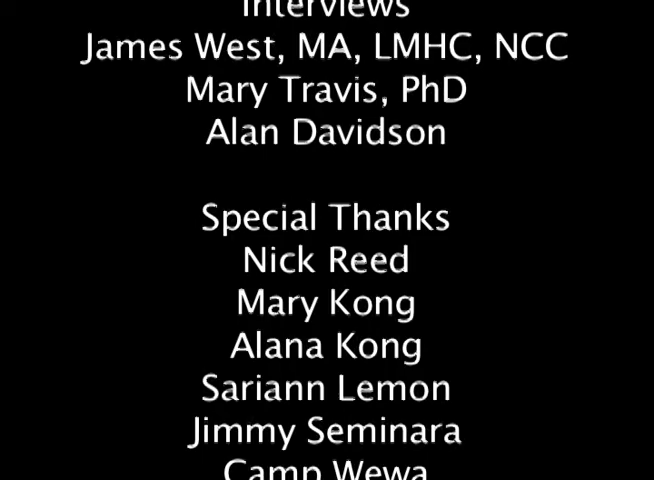 Interviews
James West, MA, LMHC, NCC
Mary Travis, PhD
Alan Davidson
Special Thanks
Nick Reed
Mary Kong
Alana Kong
Sariann Lemon
Jimmy Seminara
Camp Wewa